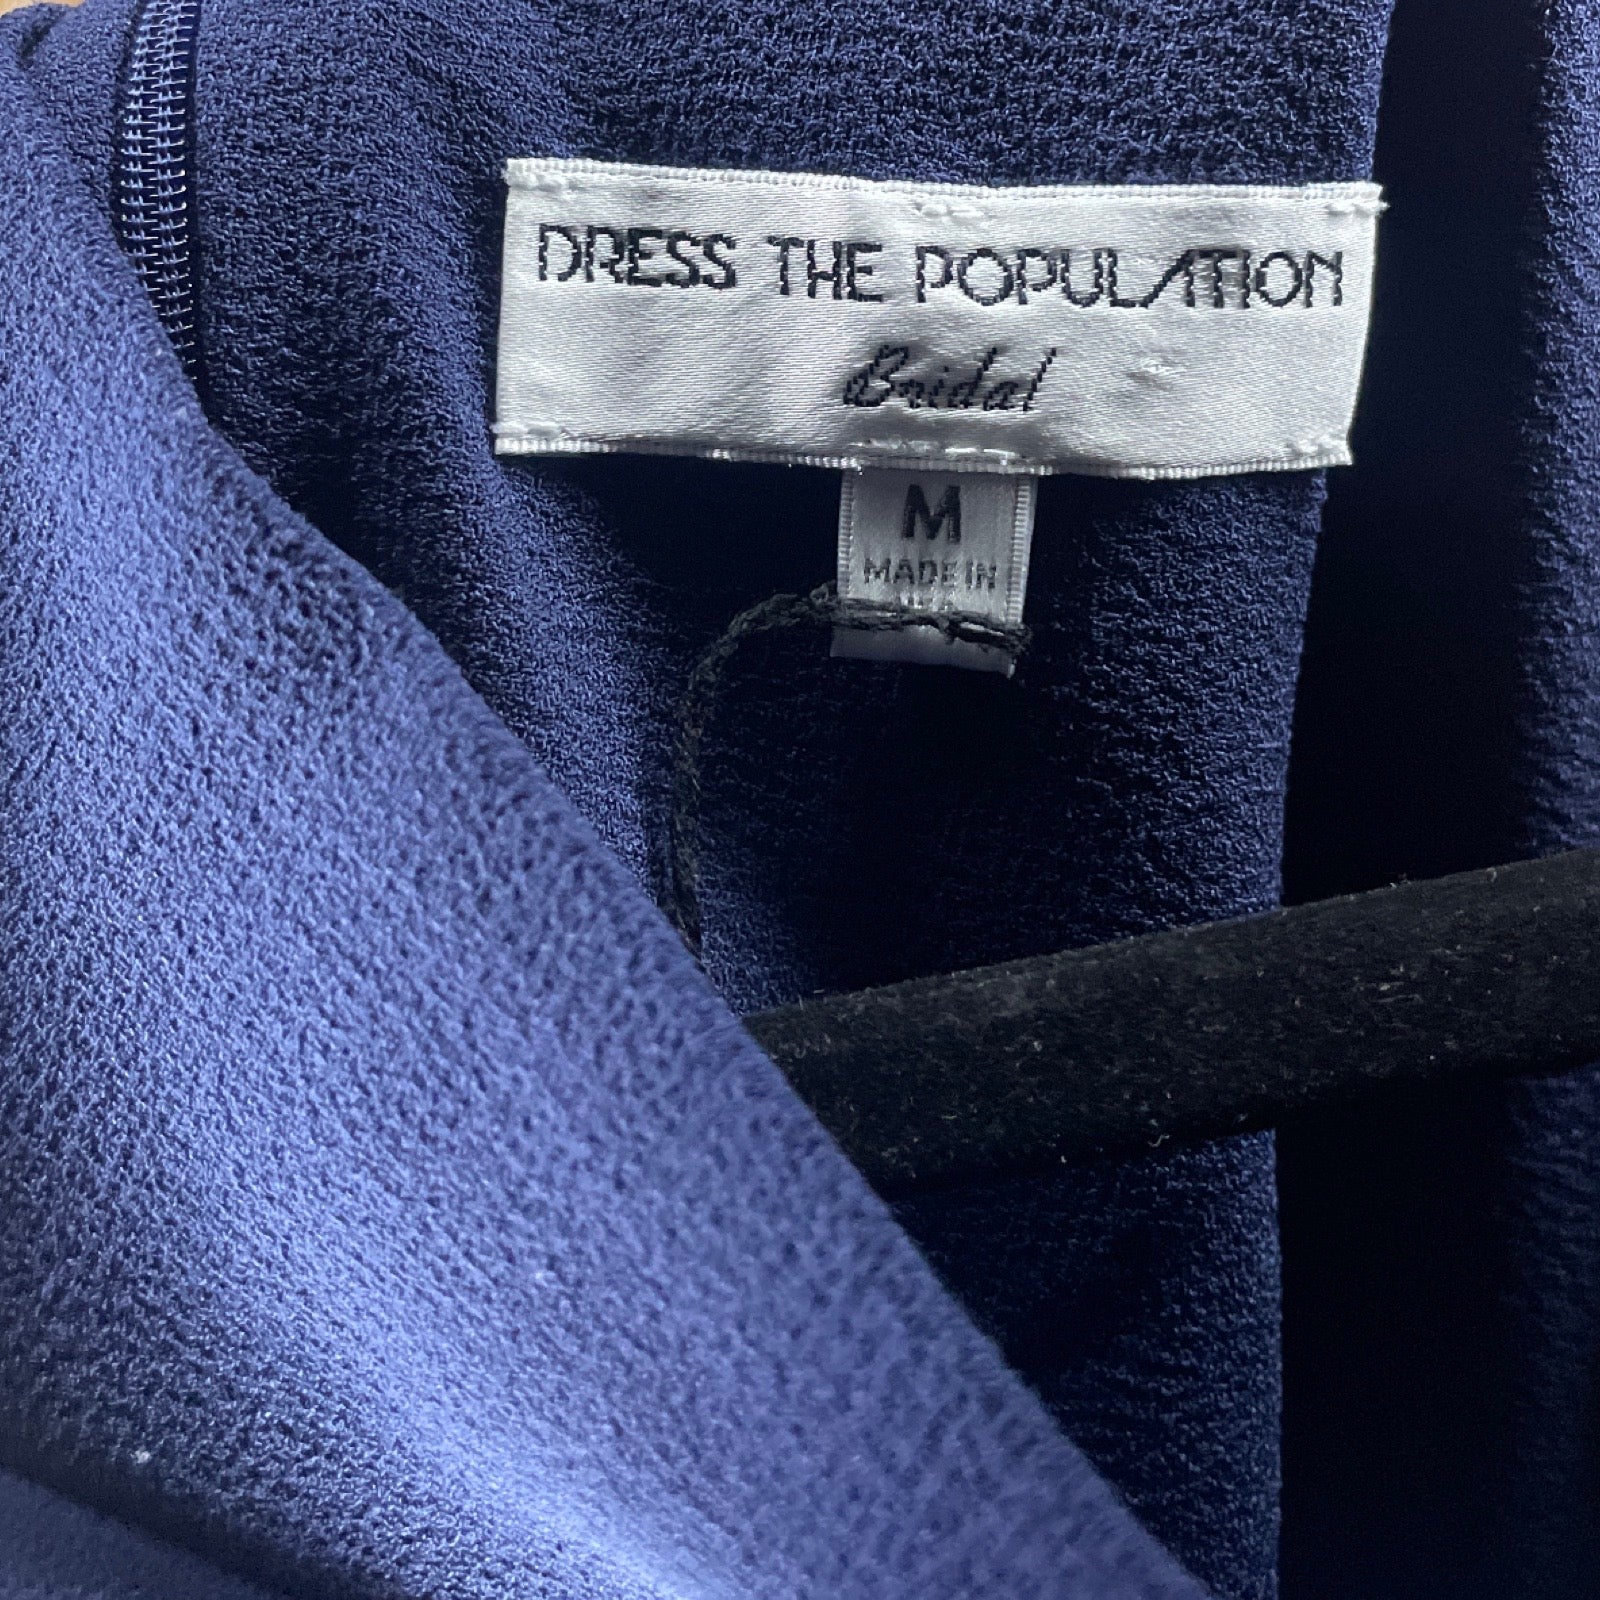 DRESS THE POPULATION
Bridal
M
MADE IN